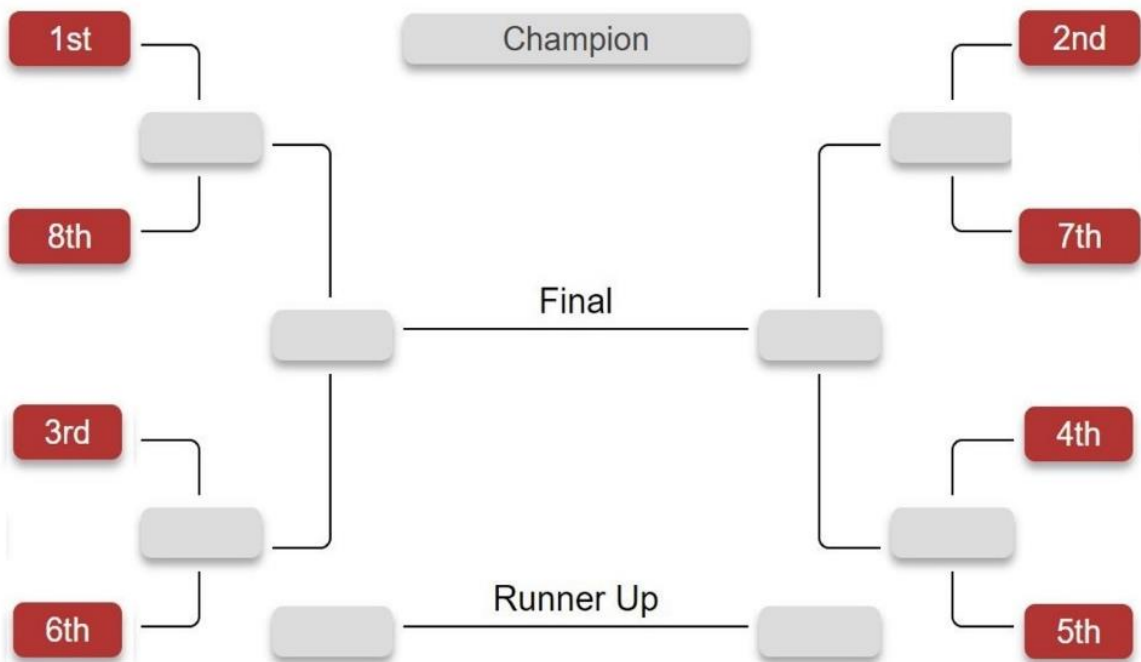 1st
Champion
2nd
8th
7th
Final
3rd
4th
Runner Up
6th
5th